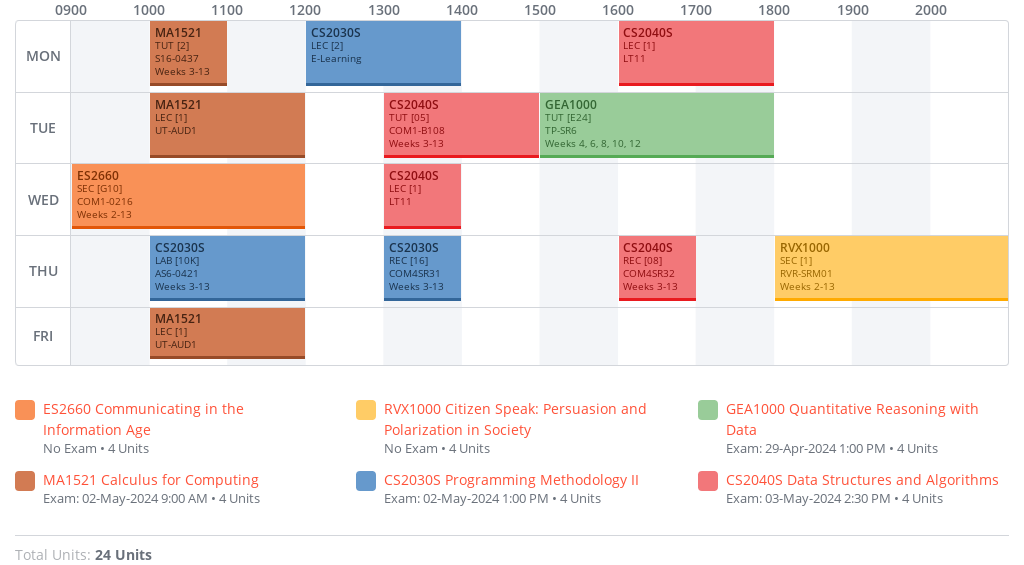 0900 1000 1100 1200 1300 1400 1500 1600 1700 1800 1900 2000
MON
MA1521
TUT [2]
S16-0437
Weeks 3-13
CS2030S
LEC [2]
E-Learning
CS2040S
LEC [1]
LT11
TUE
MA1521
LEC [1]
UT-AUD1
CS2040S
TUT [05]
COM1-B108
Weeks 3-13
GEA1000
TUT [E24]
TP-SR6
Weeks 4, 6, 8, 10, 12
WED
ES2660
SEC [G10]
COM1-0216
Weeks 2-13
CS2040S
LEC [1]
LT11
THU
CS2030S
LAB [10K]
AS6-0421
Weeks 3-13
CS2030S
REC [16]
COM4SR31
Weeks 3-13
CS2040S
REC [08]
COM4SR32
Weeks 3-13
RVX1000
SEC [1]
RVR-SRM01
Weeks 2-13
FRI
MA1521
LEC [1]
UT-AUD1
ES2660 Communicating in the
Information Age
No Exam • 4 Units
RVX1000 Citizen Speak: Persuasion and
Polarization in Society
No Exam • 4 Units
GEA1000 Quantitative Reasoning with
Data
Exam: 29-Apr-2024 1:00 PM • 4 Units
MA1521 Calculus for Computing
Exam: 02-May-2024 9:00 AM • 4 Units
CS2030S Programming Methodology II
Exam: 02-May-2024 1:00 PM • 4 Units
CS2040S Data Structures and Algorithms
Exam: 03-May-2024 2:30 PM • 4 Units
Total Units: 24 Units